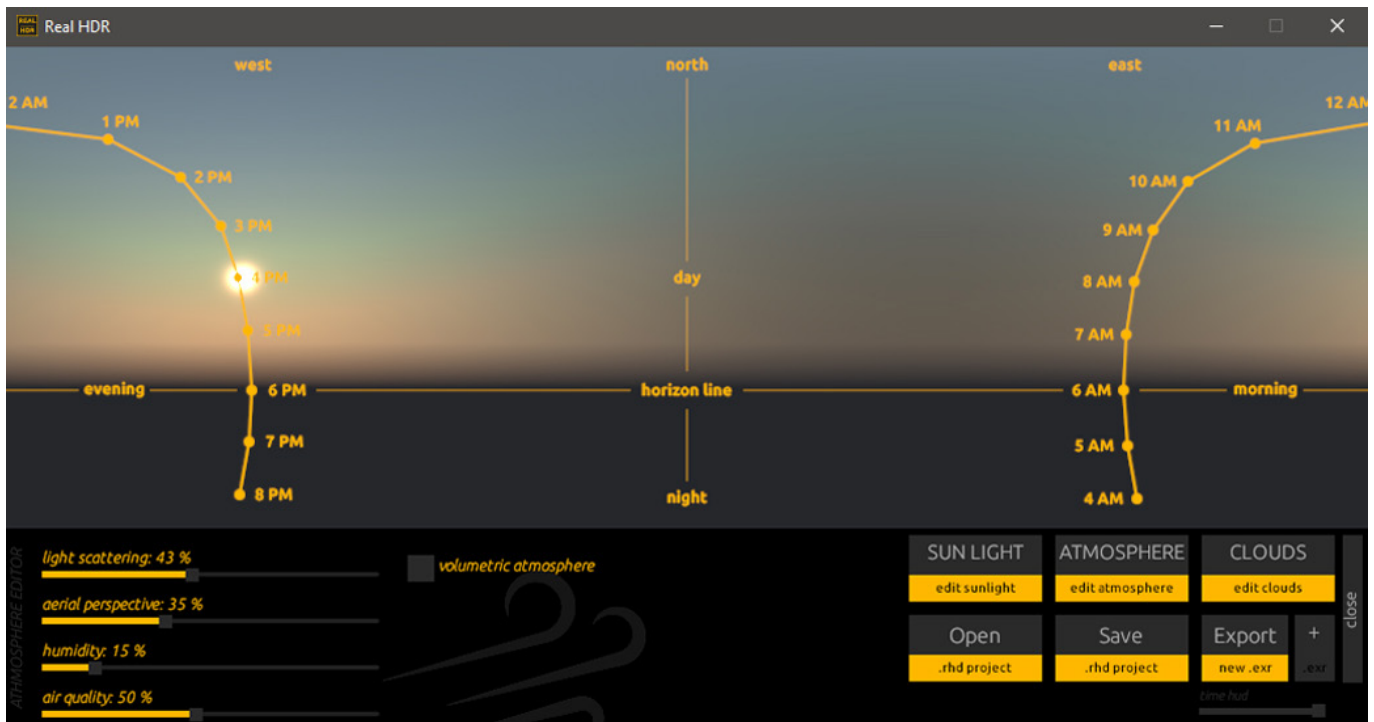 REAL HDR
Real HDR
west
north
east
2 AM
12 AM
1 PM
11 AM
2 PM
10 AM
3 PM
9 AM
4 PM
day
8 AM
5 PM
7 AM
evening
6 PM
horizon line
6 AM
morning
7 PM
5 AM
8 PM
night
4 AM
ATHMOSPHERE EDITOR
light scattering: 43 %
aerial perspective: 35 %
humidity: 15 %
air quality: 50 %
volumetric atmosphere
SUN LIGHT
edit sunlight
ATMOSPHERE
edit atmosphere
CLOUDS
edit clouds
Open
.rhd project
Save
.rhd project
Export
new .exr
+
.exr
close
time hud